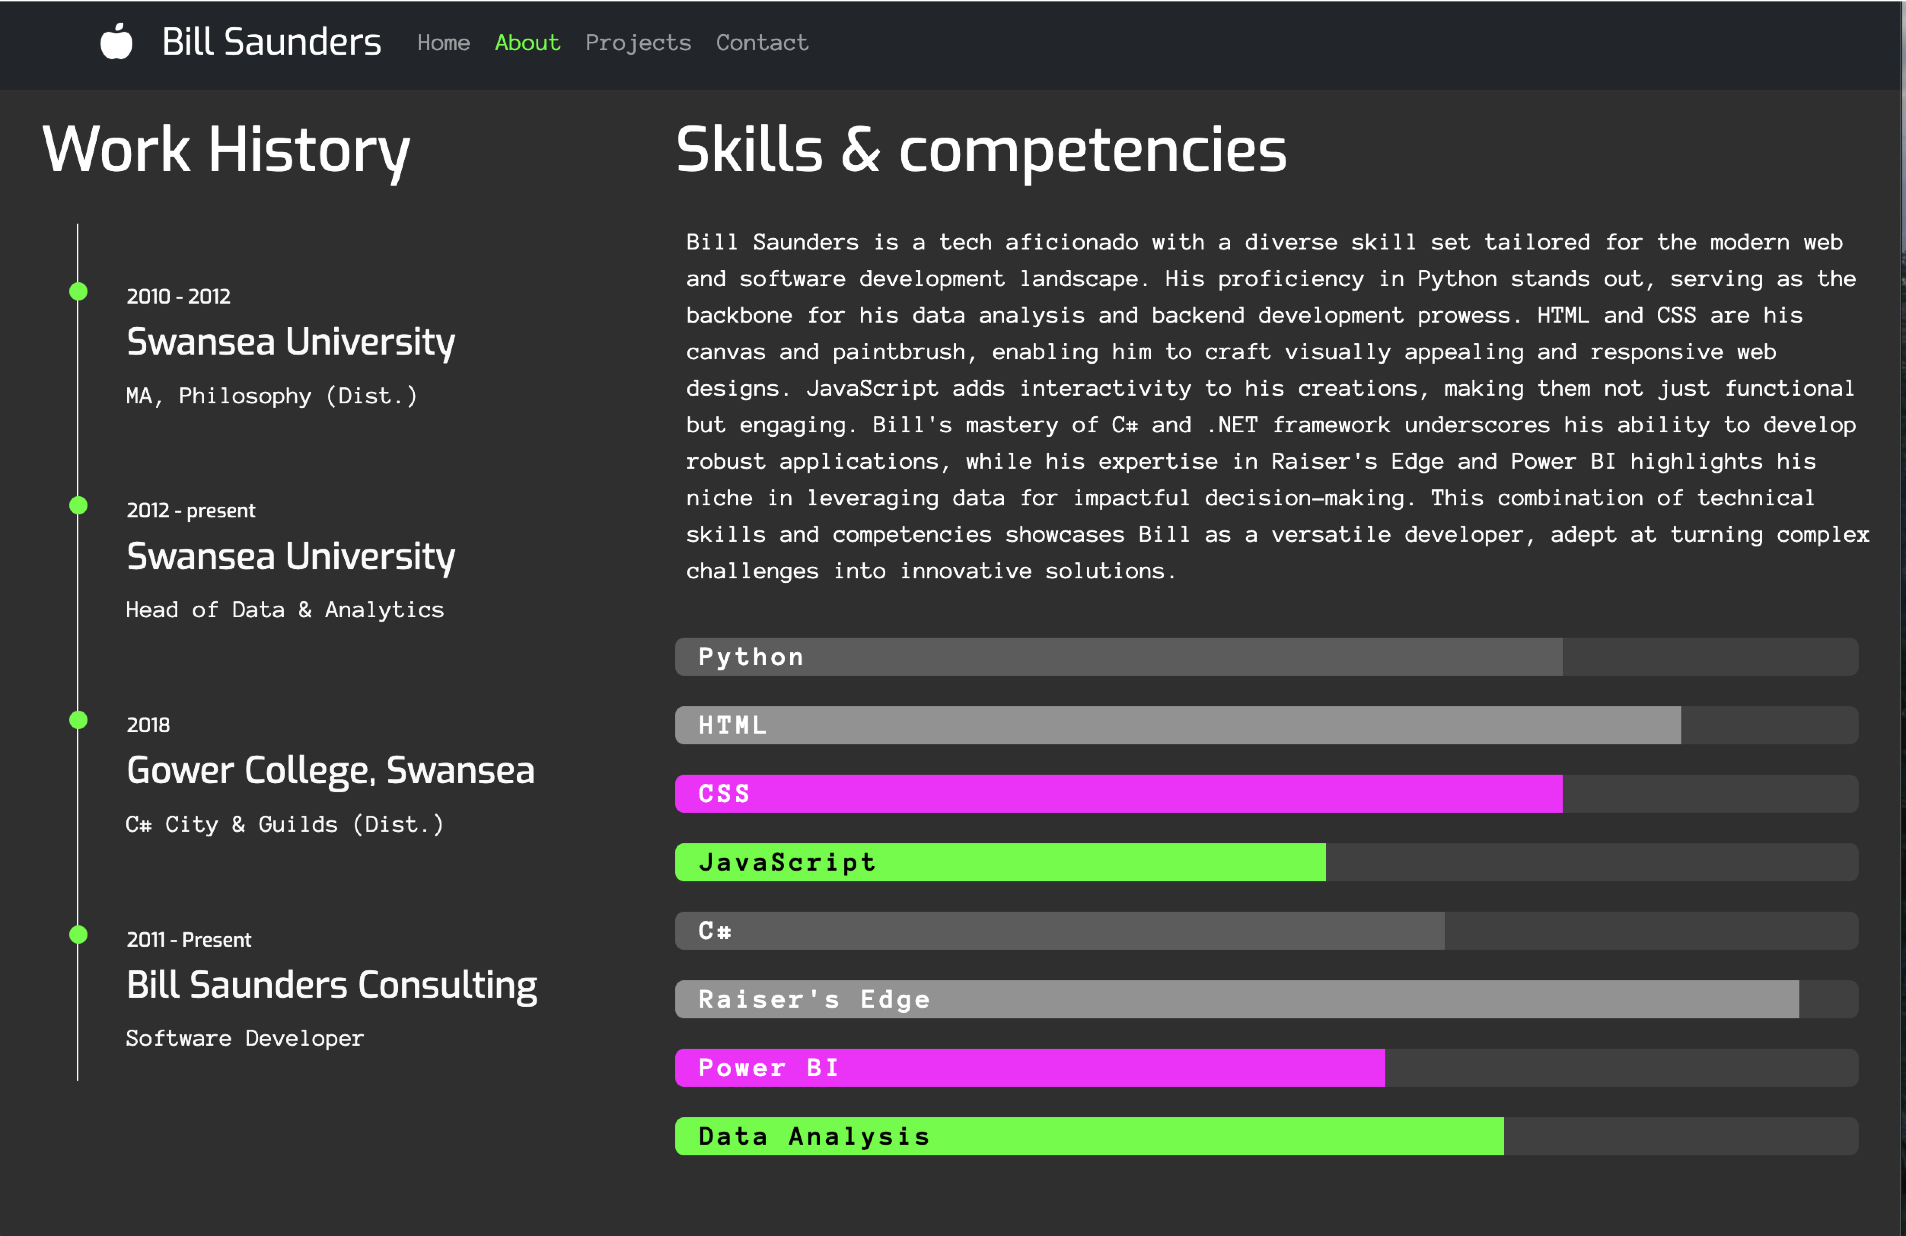 Bill Saunders
Home
About
Projects
Contact
Work History
2010 - 2012
Swansea University
MA, Philosophy (Dist.)
2012 - present
Swansea University
Head of Data & Analytics
2018
Gower College, Swansea
C# City & Guilds (Dist.)
2011 - Present
Bill Saunders Consulting
Software Developer
Skills & competencies
Bill Saunders is a tech aficionado with a diverse skill set tailored for the modern web
and software development landscape. His proficiency in Python stands out, serving as the
backbone for his data analysis and backend development prowess. HTML and CSS are his
canvas and paintbrush, enabling him to craft visually appealing and responsive web
designs. JavaScript adds interactivity to his creations, making them not just functional
but engaging. Bill's mastery of C# and .NET framework underscores his ability to develop
robust applications, while his expertise in Raiser's Edge and Power BI highlights his
niche in leveraging data for impactful decision-making. This combination of technical
skills and competencies showcases Bill as a versatile developer, adept at turning complex
challenges into innovative solutions.
Python
HTML
CSS
JavaScript
C#
Raiser's Edge
Power BI
Data Analysis